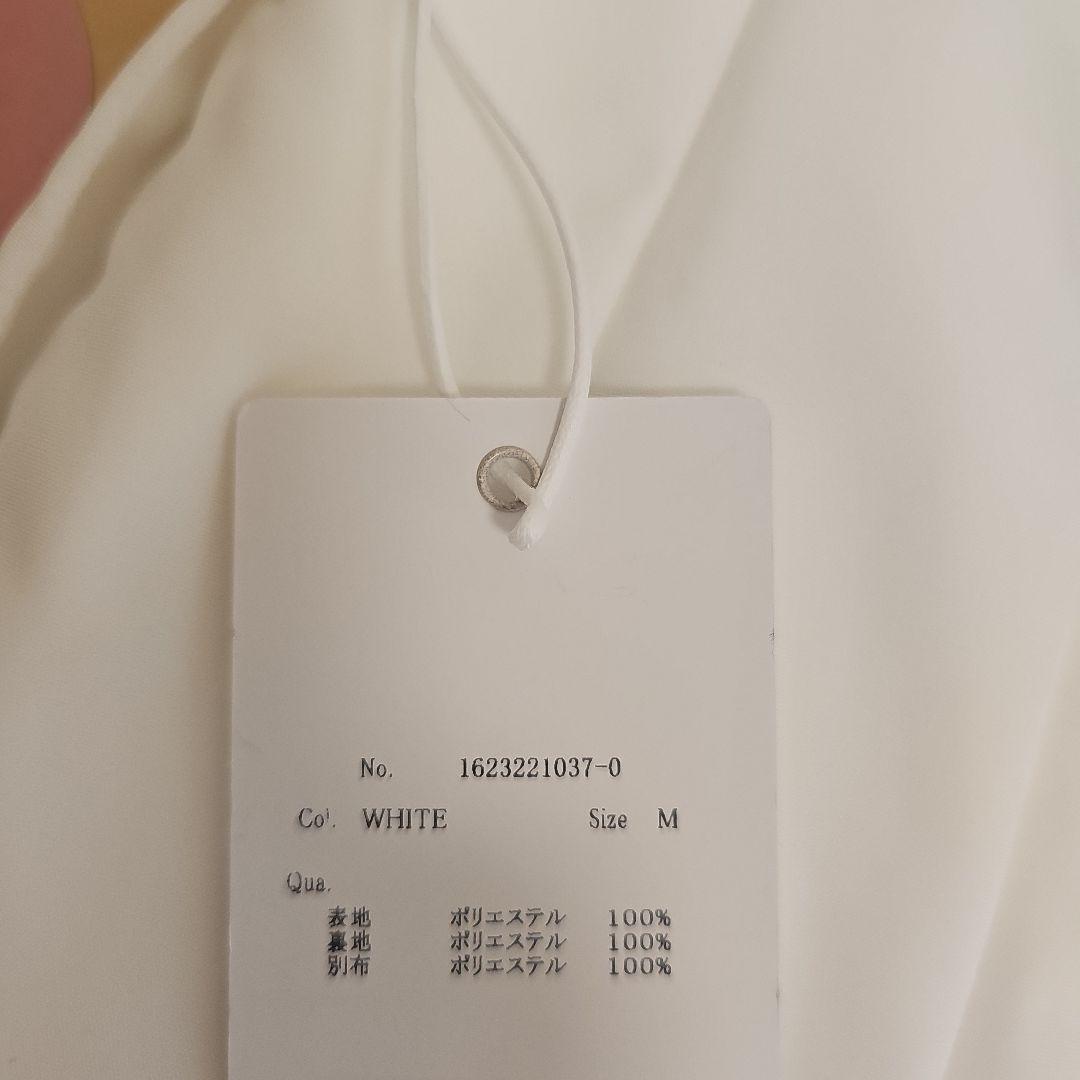 No. 1623221037-0
Col. WHITE Size M
Qua.
表地 ポリエステル 100%
裏地 ポリエステル 100%
別布 ポリエステル 100%